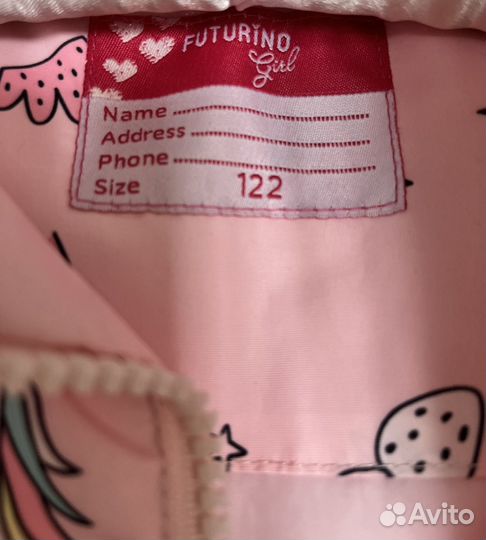 FUTURINO
Girl
Name
Address
Phone
Size 122
Avito